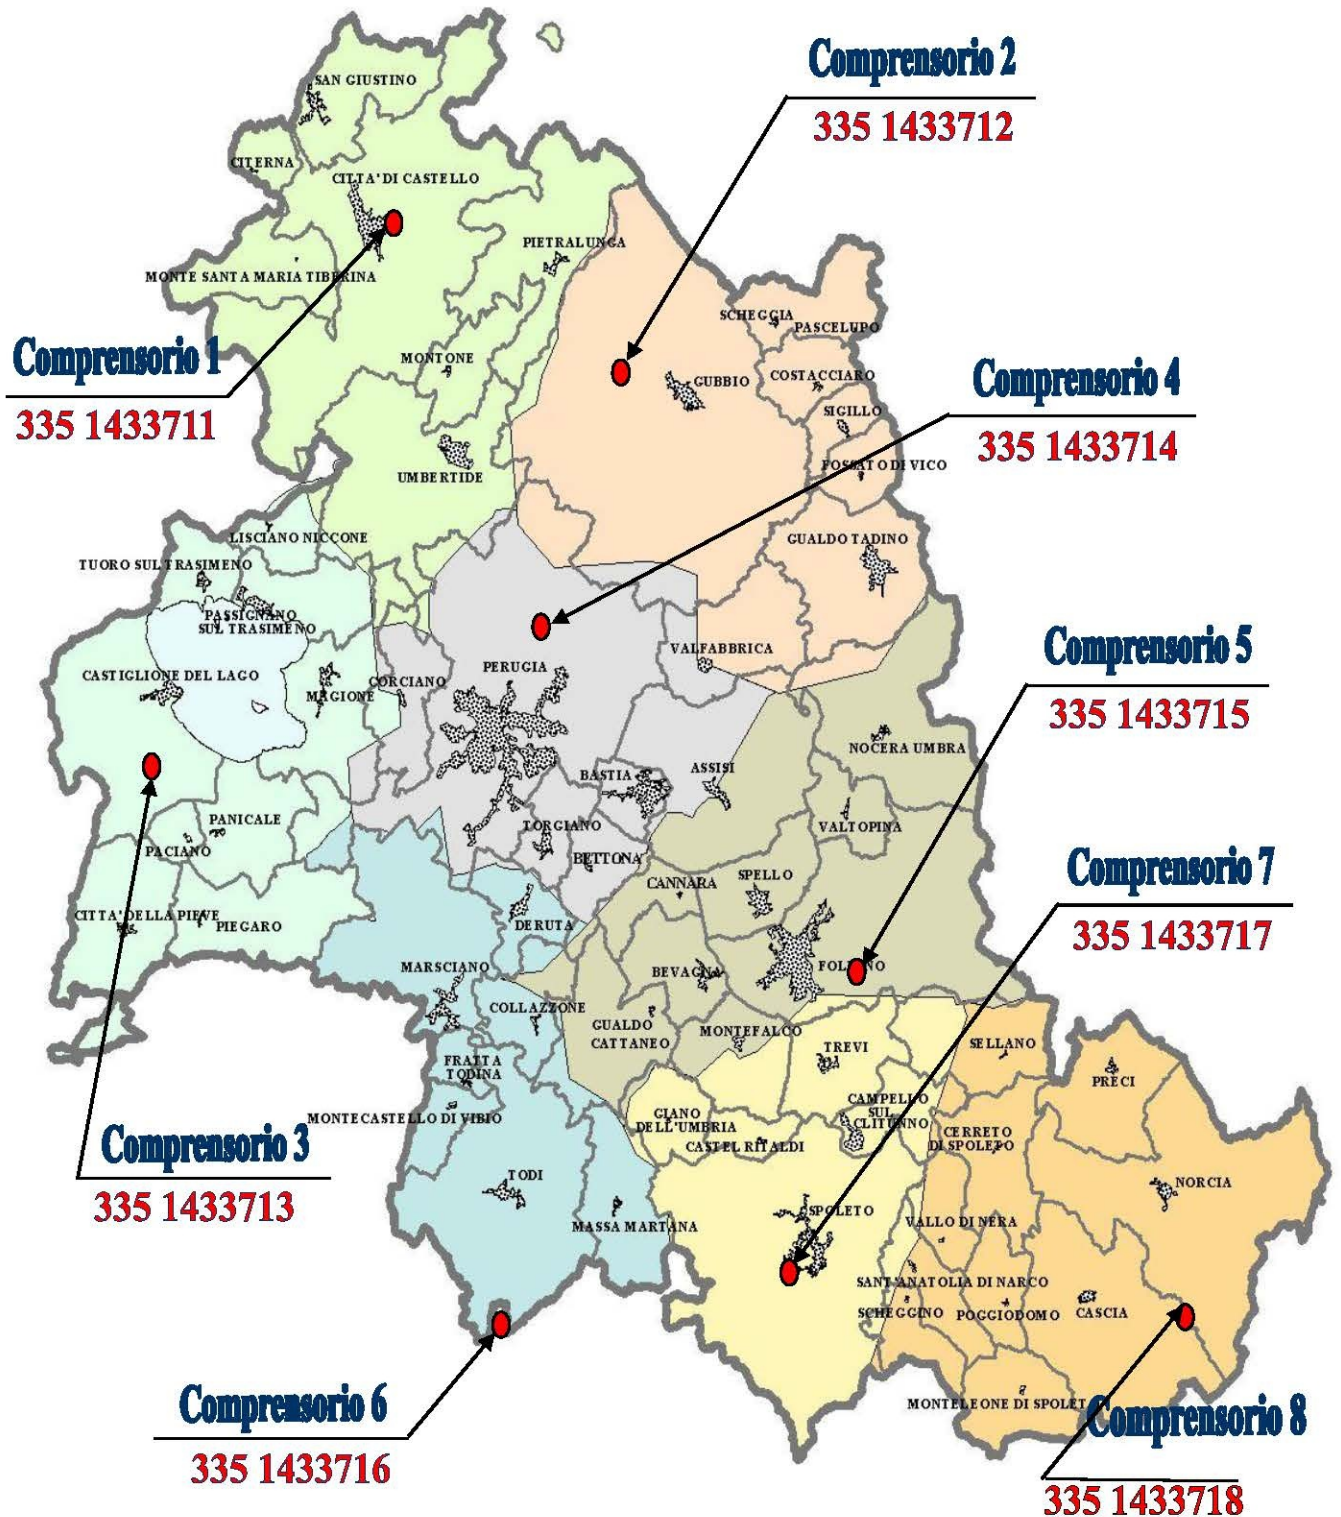 Comprensorio 2
335 1433712
SAN GIUSTINO
CITERNA
CITTA' DI CASTELLO
PIETRALUNGA
MONTE SANTA MARIA TIBERINA
SCHEGGIA
PASCELUPO
Comprensorio 1
335 1433711
MONTONE
GUBBIO
COSTACCIARO
Comprensorio 4
335 1433714
SIGILLO
UMBERTIDE
FOSSATO DI VICO
LISCIANO NICCONE
GUALDO TADINO
TUORO SUL TRASIMENO
PASSIGNANO
SUL TRASIMENO
VALFABBRICA
Comprensorio 5
335 1433715
CASTIGLIONE DEL LAGO
MAGIONE
CORCIANO
PERUGIA
NOCERA UMBRA
BASTIA
ASSISI
PANICALE
PACIANO
TORGIANO
VALTOPINA
BETTONA
Comprensorio 7
335 1433717
CANNARA
SPELLO
CITTA' DELLA PIEVE
PIEGARO
DERUTA
MARSCIANO
BEVAGNA
FOLIGNO
COLLAZZONE
GUALDO
CATTANEO
MONTEFALCO
TREVI
SELLANO
PRECI
FRATTA
TODINA
MONTECASTELLO DI VIBIO
GIANO
DELL'UMBRIA
CAMPELLO
SUL
CLITUNNO
CASTEL RITALDI
CERRETO
DI SPOLETO
Comprensorio 3
335 1433713
TODI
NORCIA
MASSA MARTANA
SPOLETO
VALLO DI NERA
SANT'ANATOLIA DI NARCO
SCHEGGINO
POGGIODOMO
CASCIA
Comprensorio 6
335 1433716
MONTELEONE DI SPOLET
Comprensorio 8
335 1433718